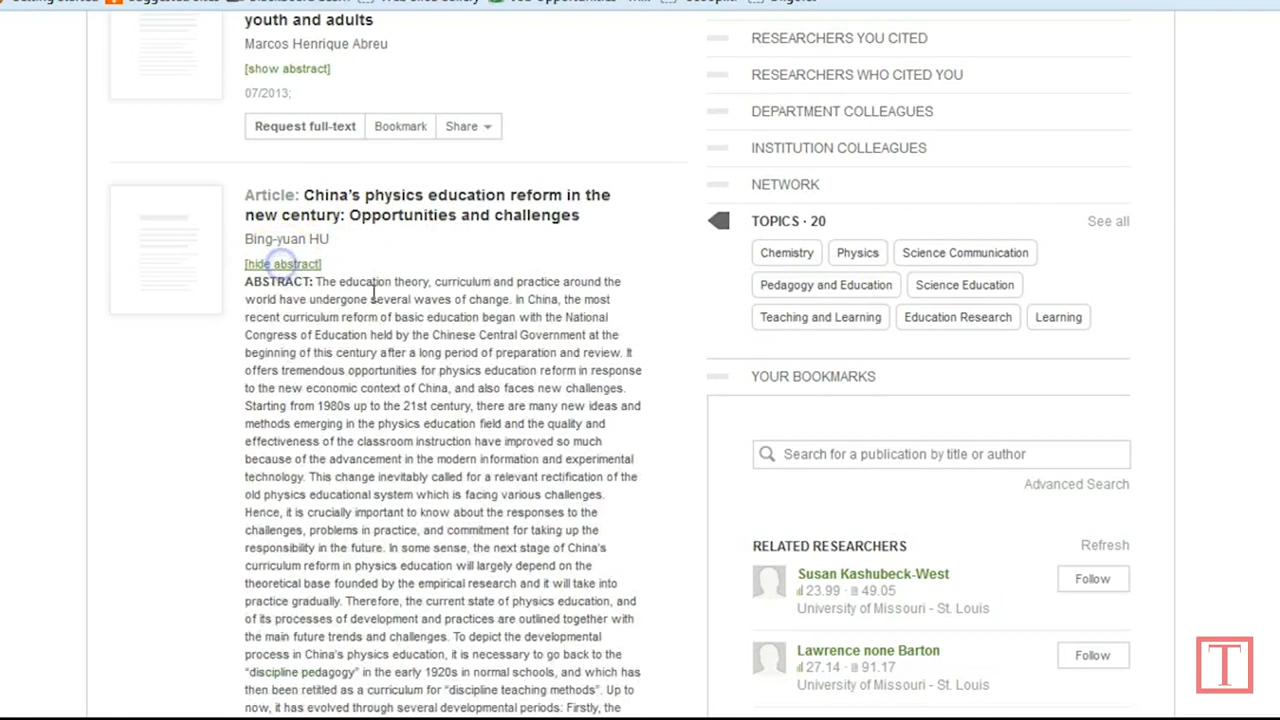 youth and adults
Marcos Henrique Abreu
[show abstract]
07/2013;
Request full-text
Bookmark
Share
Article: China's physics education reform in the
new century: Opportunities and challenges
Bing-yuan HU
[hide abstract]
ABSTRACT: The education theory, curriculum and practice around the
world have undergone several waves of change. In China, the most
recent curriculum reform of basic education began with the National
Congress of Education held by the Chinese Central Government at the
beginning of this century after a long period of preparation and review. It
offers tremendous opportunities for physics education reform in response
to the new economic context of China, and also faces new challenges.
Starting from 1980s up to the 21st century, there are many new ideas and
methods emerging in the physics education field and the quality and
effectiveness of the classroom instruction have improved so much
because of the advancement in the modern information and experimental
technology. This change inevitably called for a relevant rectification of the
old physics educational system which is facing various challenges.
Hence, it is crucially important to know about the responses to the
challenges, problems in practice, and commitment for taking up the
responsibility in the future. In some sense, the next stage of China's
curriculum reform in physics education will largely depend on the
theoretical base founded by the empirical research and it will take into
practice gradually. Therefore, the current state of physics education, and
of its processes of development and practices are outlined together with
the main future trends and challenges. To depict the developmental
process in China's physics education, it is necessary to go back to the
“discipline pedagogy” in the early 1920s in normal schools, and which has
then been retitled as a curriculum for “discipline teaching methods”. Up to
now, it has evolved through several developmental periods: Firstly, the
RESEARCHERS YOU CITED
RESEARCHERS WHO CITED YOU
DEPARTMENT COLLEAGUES
INSTITUTION COLLEAGUES
NETWORK
TOPICS · 20
See all
Chemistry
Physics
Science Communication
Pedagogy and Education
Science Education
Teaching and Learning
Education Research
Learning
YOUR BOOKMARKS
Search for a publication by title or author
Advanced Search
RELATED RESEARCHERS
Refresh
Susan Kashubeck-West
23.99 · 49.05
University of Missouri - St. Louis
Follow
Lawrence none Barton
27.14 · 91.17
University of Missouri - St. Louis
Follow
T